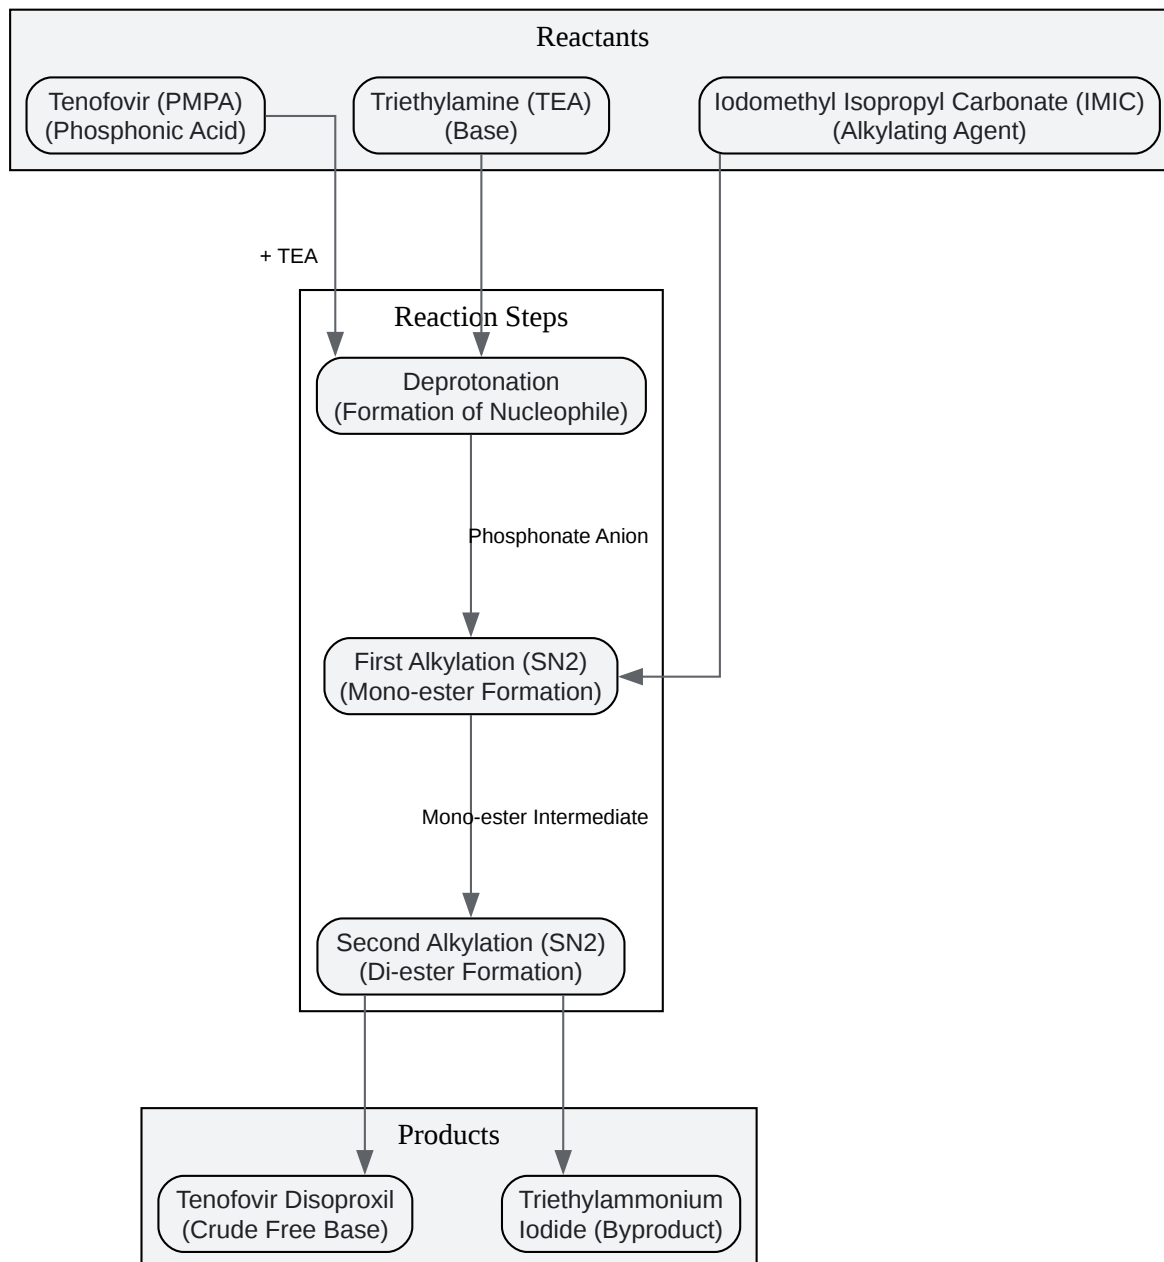 Reactants
Tenofovir (PMPA)
(Phosphonic Acid)
Triethylamine (TEA)
(Base)
Iodomethyl Isopropyl Carbonate (IMIC)
(Alkylating Agent)
+ TEA
Reaction Steps
Deprotonation
(Formation of Nucleophile)
Phosphonate Anion
First Alkylation (SN2)
(Mono-ester Formation)
Mono-ester Intermediate
Second Alkylation (SN2)
(Di-ester Formation)
Products
Tenofovir Disoproxil
(Crude Free Base)
Triethylammonium
Iodide (Byproduct)